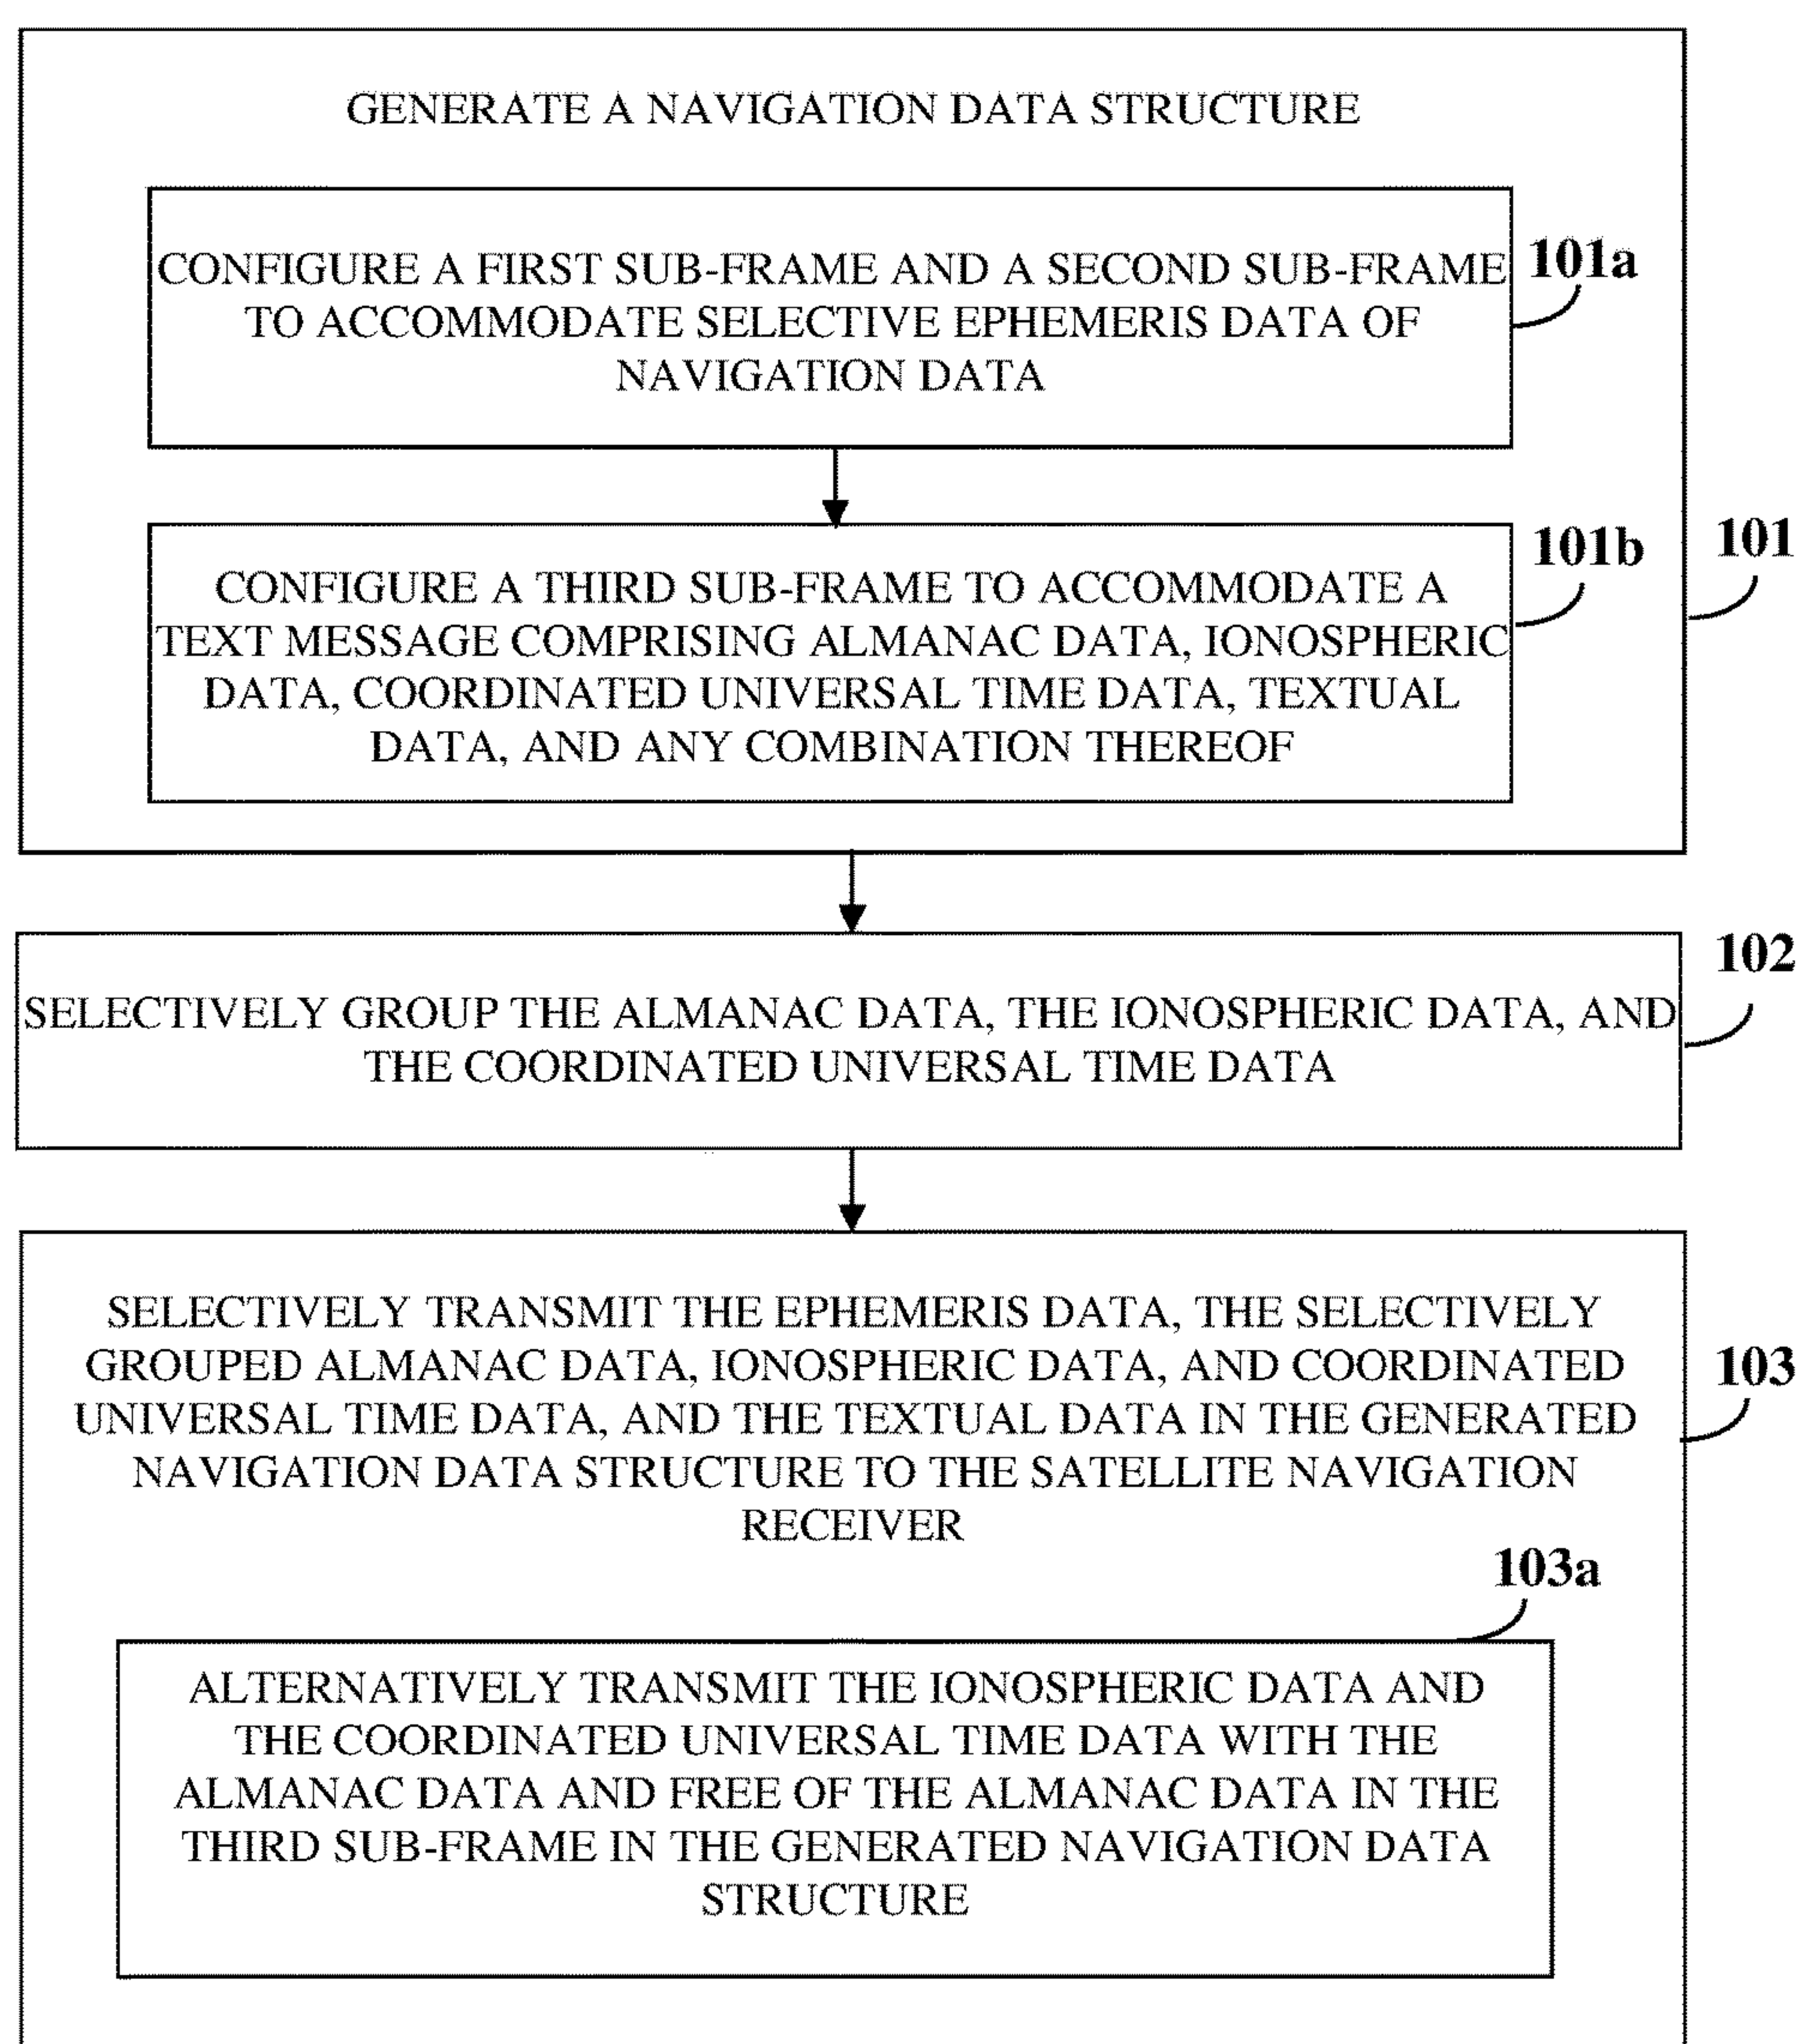 GENERATE A NAVIGATION DATA STRUCTURE
CONFIGURE A FIRST SUB-FRAME AND A SECOND SUB-FRAME
TO ACCOMMODATE SELECTIVE EPHEMERIS DATA OF
NAVIGATION DATA
101a
CONFIGURE A THIRD SUB-FRAME TO ACCOMMODATE A
TEXT MESSAGE COMPRISING ALMANAC DATA, IONOSPHERIC
DATA, COORDINATED UNIVERSAL TIME DATA, TEXTUAL
DATA, AND ANY COMBINATION THEREOF
101b
101
SELECTIVELY GROUP THE ALMANAC DATA, THE IONOSPHERIC DATA, AND
THE COORDINATED UNIVERSAL TIME DATA
102
SELECTIVELY TRANSMIT THE EPHEMERIS DATA, THE SELECTIVELY
GROUPED ALMANAC DATA, IONOSPHERIC DATA, AND COORDINATED
UNIVERSAL TIME DATA, AND THE TEXTUAL DATA IN THE GENERATED
NAVIGATION DATA STRUCTURE TO THE SATELLITE NAVIGATION
RECEIVER
103
103a
ALTERNATIVELY TRANSMIT THE IONOSPHERIC DATA AND
THE COORDINATED UNIVERSAL TIME DATA WITH THE
ALMANAC DATA AND FREE OF THE ALMANAC DATA IN THE
THIRD SUB-FRAME IN THE GENERATED NAVIGATION DATA
STRUCTURE